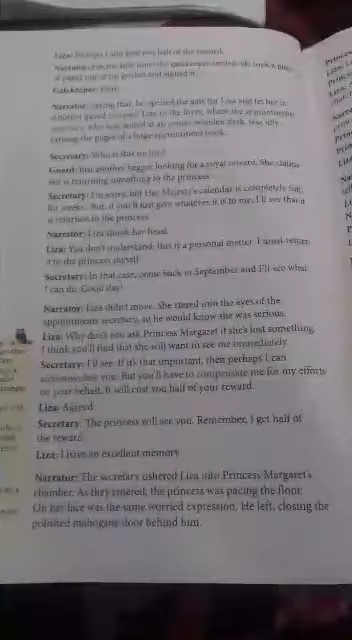 Liza: Perhaps I will give you half of the reward.
Narrator: the gatekeeper smiled. He took a piece
of paper out of his pocket and signed it.
Gatekeeper:
Narrator: Saying that, he opened the gate for Liza and let her in.
Another guard Liza to the foyer, where the appointments
secretary, who was seated at an wooden desk, was idly
turning the pages of a huge appointment book.
Secretary: Who is this
Guard: Just another beggar looking for a royal reward. She claims
she is returning something to the princess.
Secretary: I'm sorry, but Her Majesty's calendar is completely full
for weeks. But, if you'll just give whatever it is to me, I'll see that it
is returned to the princess.
Narrator: Liza shook her head.
Liza: You don't understand; this is a personal matter. I must return
it to the princess myself.
Secretary: In that case, come back in September and I'll see what
I can do. Good day!
Narrator: Liza didn't move. She stared into the eyes of the
appointments secretary, so he would know she was serious.
Liza: Why don't you ask Princess Margaret if she's lost something.
I think you'll find that she will want to see me immediately.
Secretary: I'll see. If it's that important, then perhaps I can
accommodate you. But you'll have to compensate me for my efforts
on your behalf. It will cost you half of your reward.
Liza: Agreed.
Secretary: The princess will see you. Remember, I get half of
the reward.
Liza: I have an excellent memory.
Narrator: The secretary ushered Liza into Princess Margaret's
chamber. As they entered, the princess was pacing the floor.
On her face was the same worried expression. He left, closing the
polished mahogany door behind him.